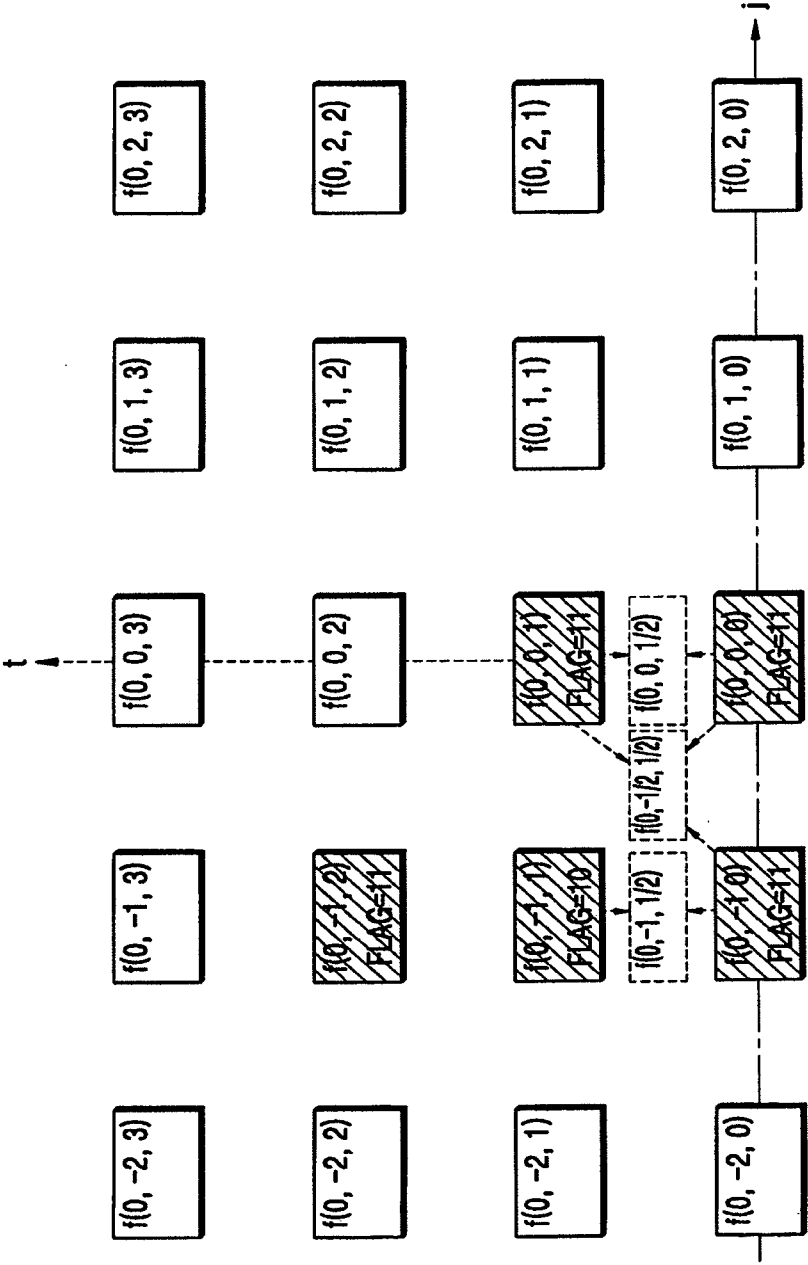 t
f(0, -2, 3)
f(0, -1, 3)
f(0, 0, 3)
f(0, 1, 3)
f(0, 2, 3)
f(0, -2, 2)
f(0, -1, 2)
FLAG=11
f(0, 0, 2)
f(0, 1, 2)
f(0, 2, 2)
f(0, -2, 1)
f(0, -1, 1)
FLAG=10
f(0, 0, 1)
FLAG=11
f(0, 1, 1)
f(0, 2, 1)
f(0, -1, 1/2)
f(0,-1/2, 1/2)
f(0, 0, 1/2)
f(0, -2, 0)
f(0, -1, 0)
FLAG=11
f(0, 0, 0)
FLAG=11
f(0, 1, 0)
f(0, 2, 0)
j